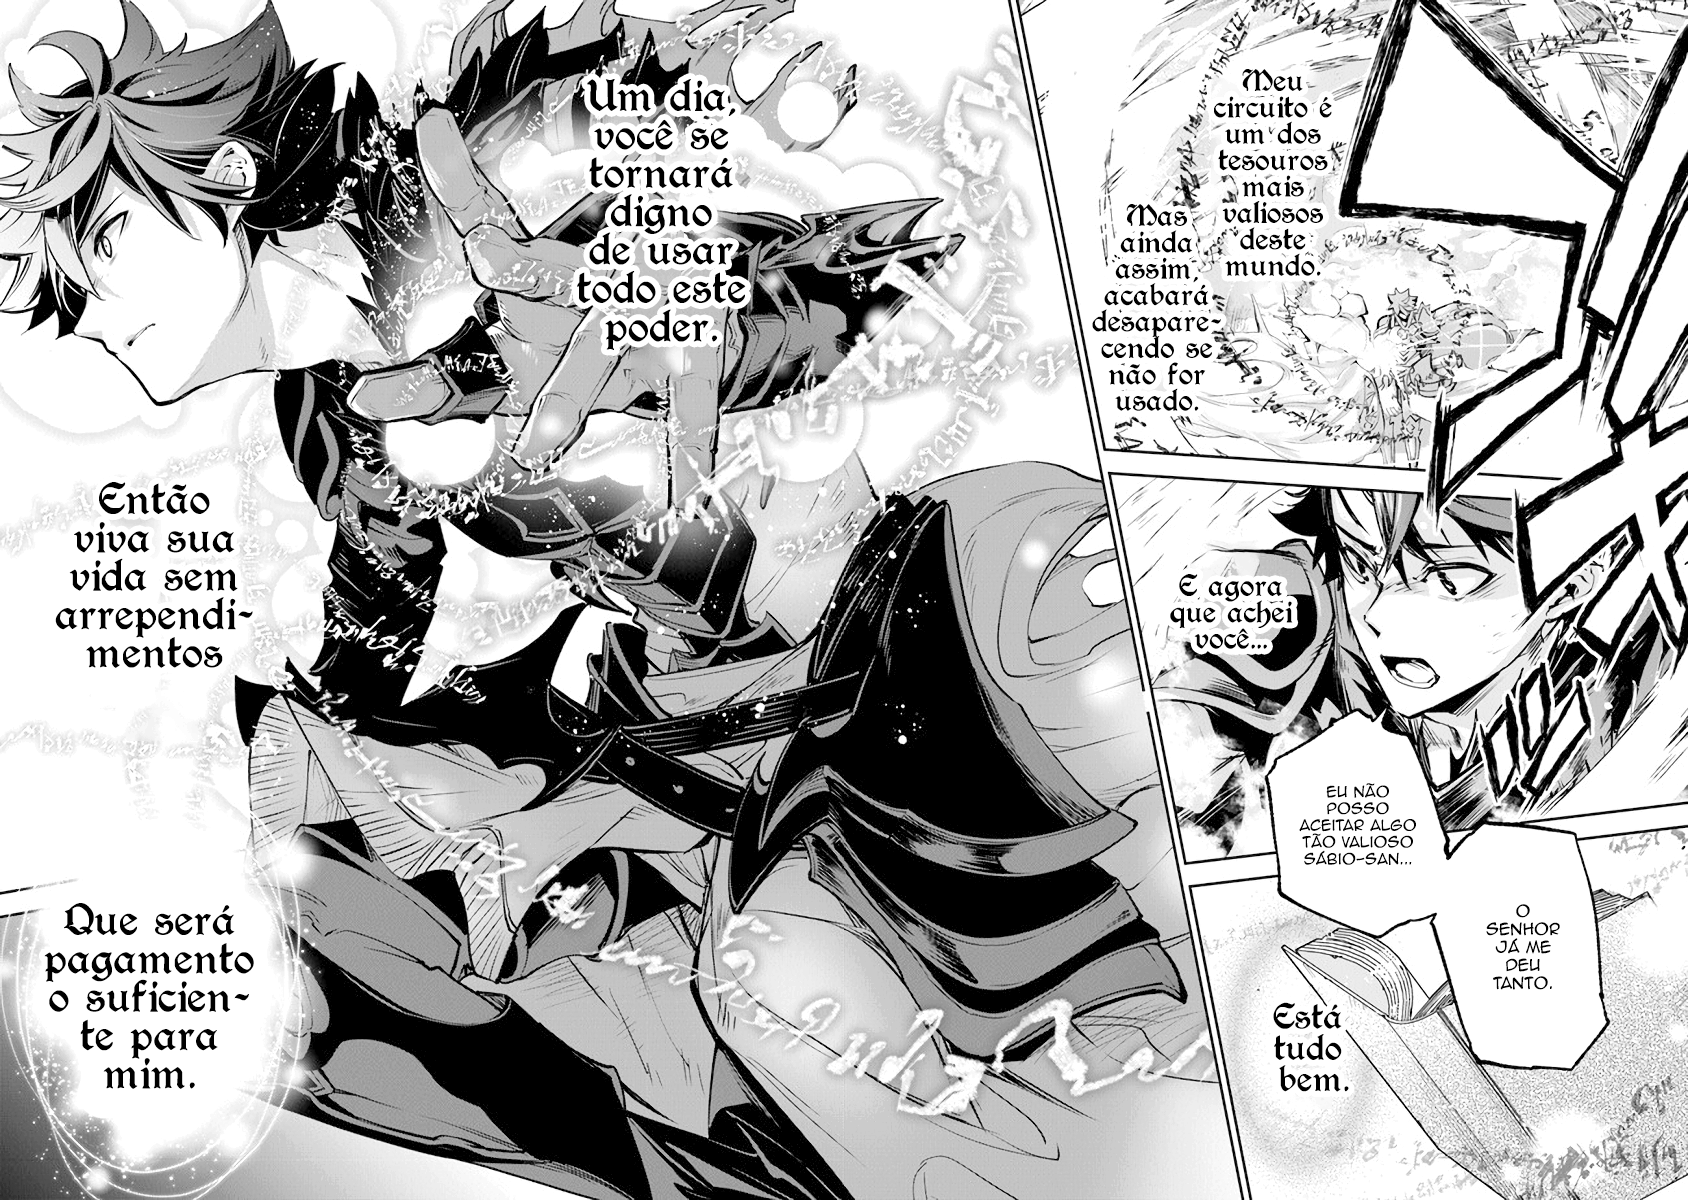 Meu
circuito é
um dos
tesouros
mais
valiosos
deste
mundo.
Mas
ainda
assim,
acabará
desapare-
cendo se
não for
usado.
E agora
que achei
você...
EU NÃO
POSSO
ACEITAR ALGO
TÃO VALIOSO
SÁBIO-SAN...
O
SENHOR
JÁ ME
DEU
TANTO.
Está
tudo
bem.
Um dia,
você se
tornará
digno
de usar
todo este
poder.
Então
viva sua
vida sem
arrependi-
mentos
Que será
pagamento
o suficien-
te para
mim.